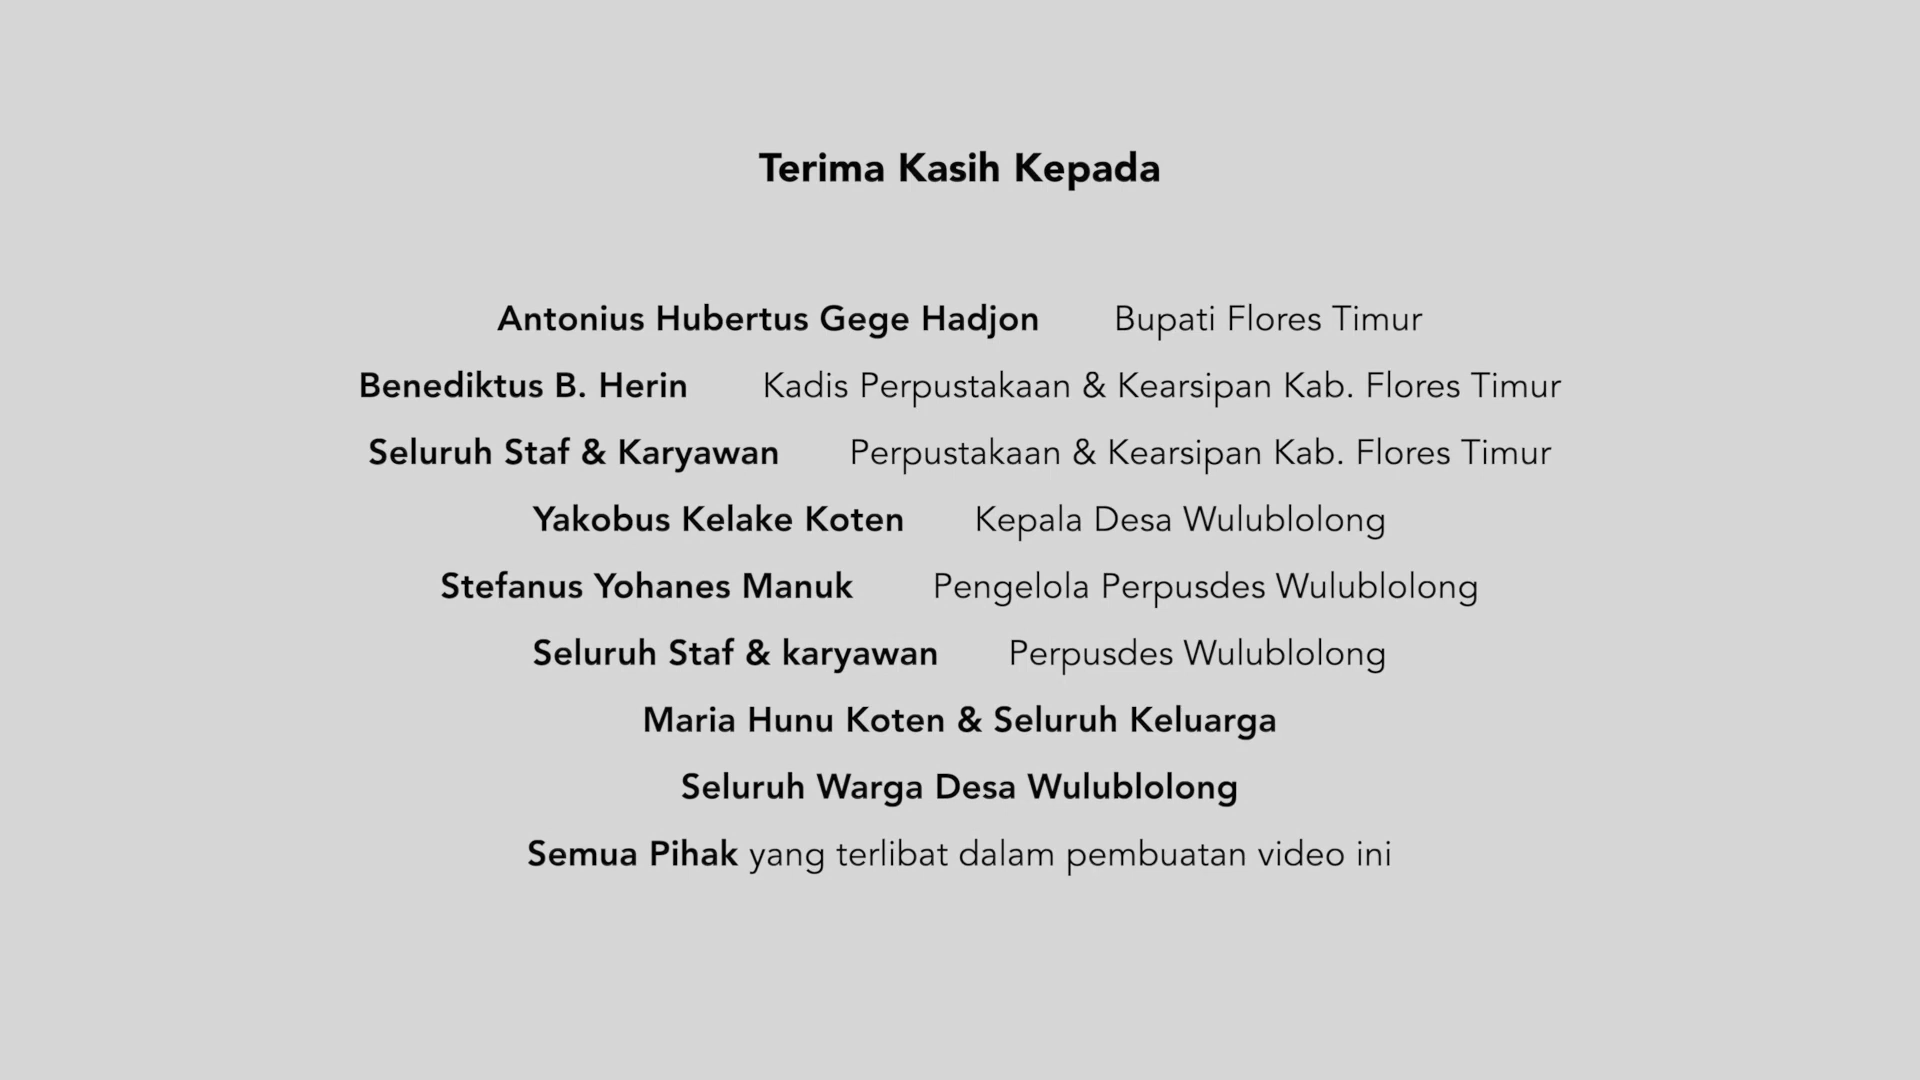 Terima Kasih Kepada
Antonius Hubertus Gege Hadjon Bupati Flores Timur
Benediktus B. Herin Kadis Perpustakaan & Kearsipan Kab. Flores Timur
Seluruh Staf & Karyawan Perpustakaan & Kearsipan Kab. Flores Timur
Yakobus Kelake Koten Kepala Desa Wulublolong
Stefanus Yohanes Manuk Pengelola Perpusdes Wulublolong
Seluruh Staf & karyawan Perpusdes Wulublolong
Maria Hunu Koten & Seluruh Keluarga
Seluruh Warga Desa Wulublolong
Semua Pihak yang terlibat dalam pembuatan video ini